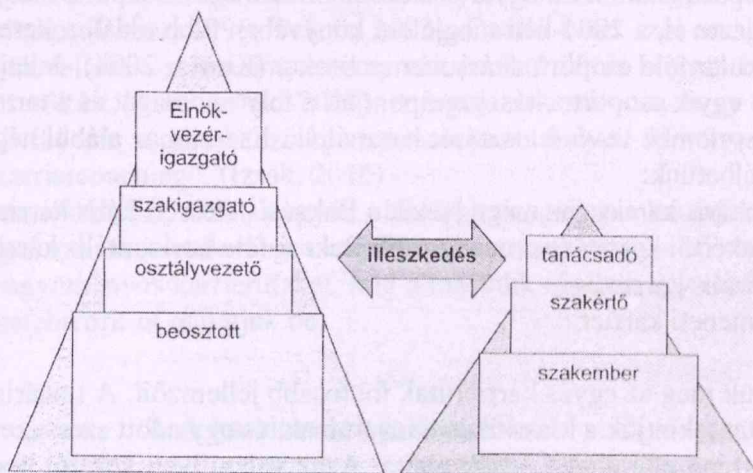 Elnök-
vezér-
igazgató
szakigazgató
osztályvezető
beosztott
illeszkedés
tanácsadó
szakértő
szakember